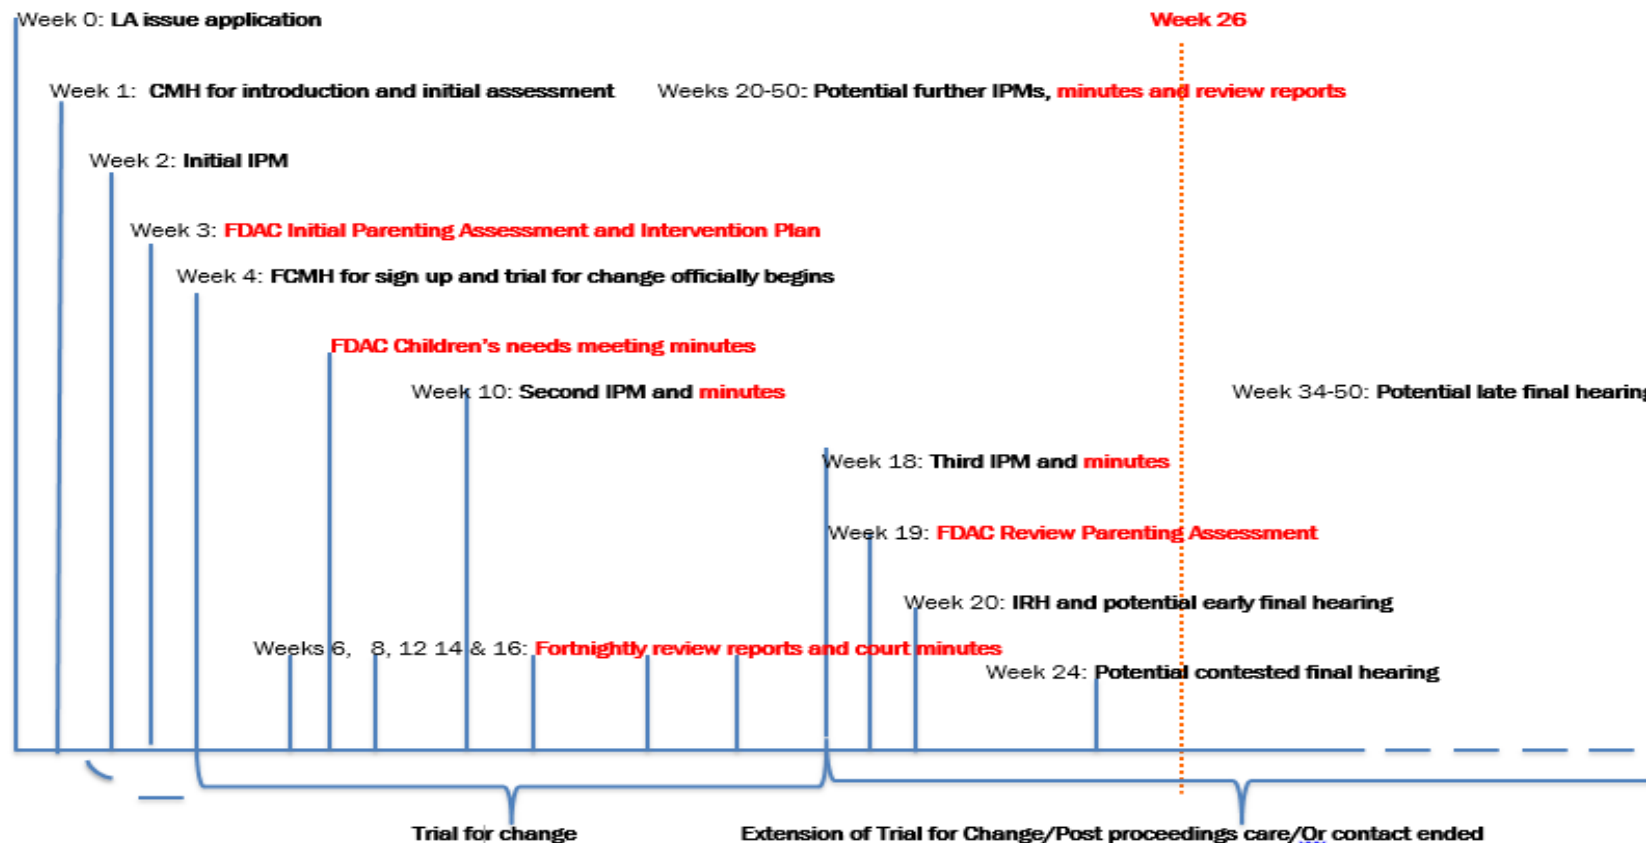 Week 0: LA issue application
Week 26
Week 1: CMH for introduction and initial assessment
Weeks 20-50: Potential further IPMs, minutes and review reports
Week 2: Initial IPM
Week 3: FDAC Initial Parenting Assessment and Intervention Plan
Week 4: FCMH for sign up and trial for change officially begins
FDAC Children's needs meeting minutes
Week 10: Second IPM and minutes
Week 34-50: Potential late final hearing
Week 18: Third IPM and minutes
Week 19: FDAC Review Parenting Assessment
Week 20: IRH and potential early final hearing
Weeks 6, 8, 12 14 & 16: Fortnightly review reports and court minutes
Week 24: Potential contested final hearing
Trial for change
Extension of Trial for Change/Post proceedings care/Or contact ended